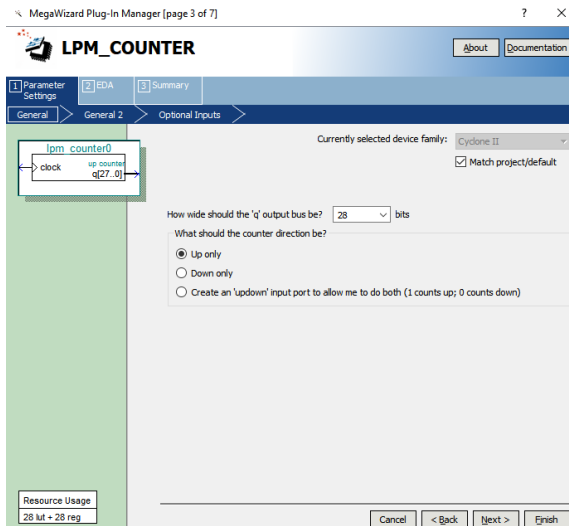 MegaWizard Plug-In Manager [page 3 of 7]
? X
LPM_COUNTER
About Documentation
1 Parameter Settings 2 EDA 3 Summary
General General 2 Optional Inputs
lpm_counter0
up counter
clock q[27..0]
Currently selected device family: Cyclone II
Match project/default
How wide should the 'q' output bus be? 28 bits
What should the counter direction be?
Up only
Down only
Create an 'updown' input port to allow me to do both (1 counts up; 0 counts down)
Resource Usage
28 lut + 28 reg
Cancel < Back Next > Finish